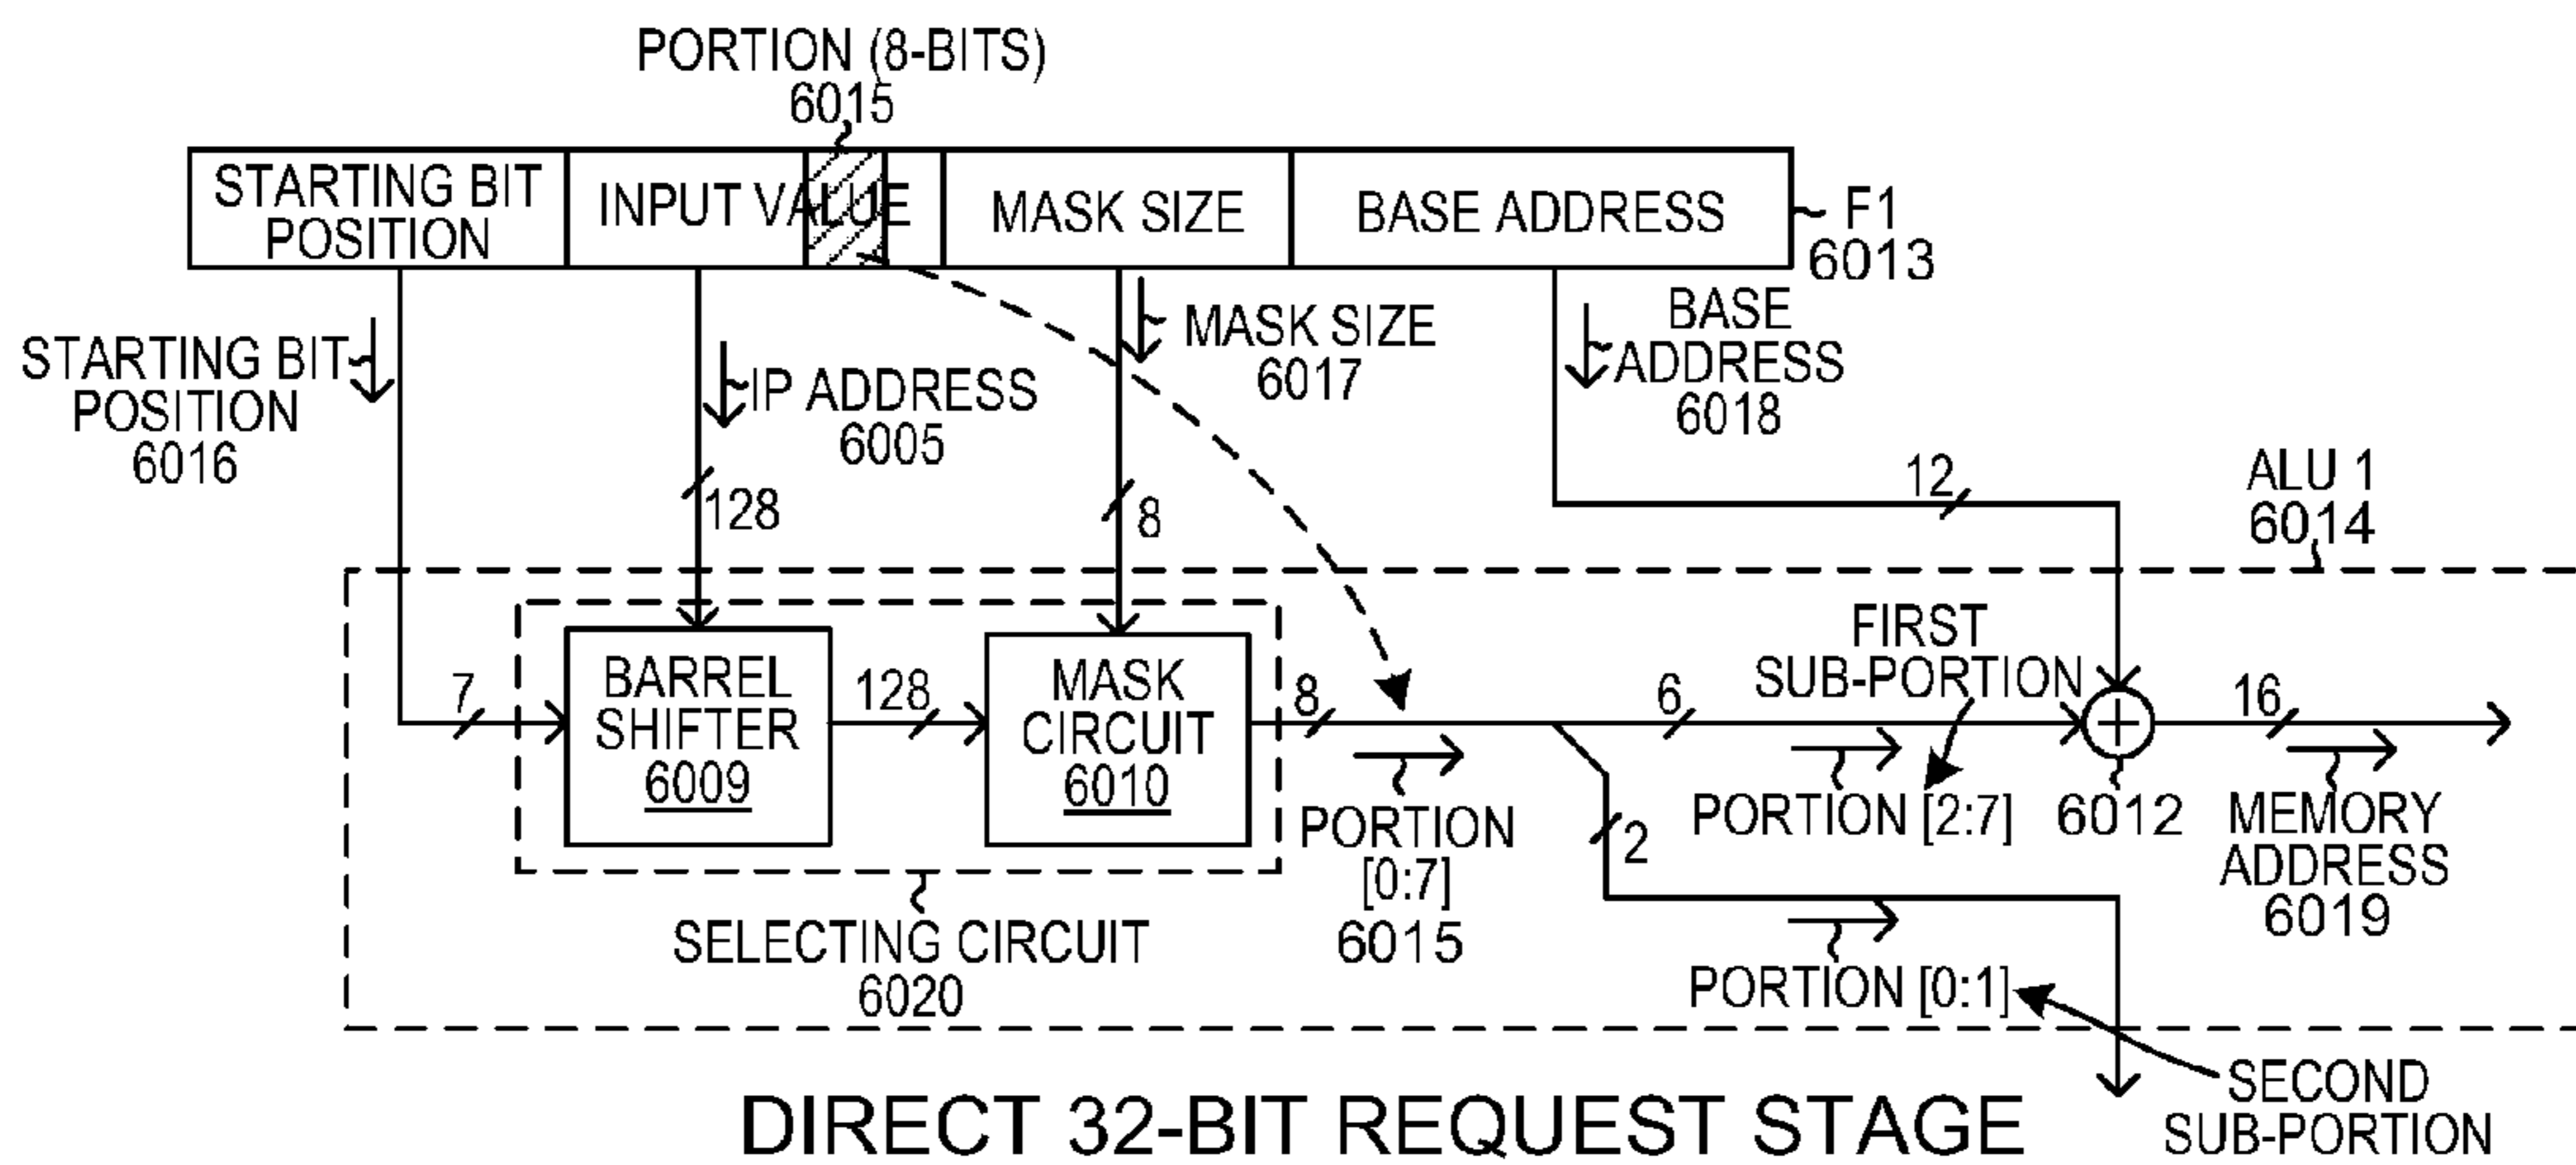 PORTION (8-BITS)
6015
STARTING BIT
POSITION
INPUT VALUE
MASK SIZE
BASE ADDRESS
F1
6013
STARTING BIT
POSITION
6016
IP ADDRESS
6005
MASK SIZE
6017
BASE
ADDRESS
6018
128
8
12
ALU 1
6014
7
BARREL
SHIFTER
6009
128
MASK
CIRCUIT
6010
8
PORTION
[0:7]
6015
6
FIRST
SUB-PORTION
PORTION [2:7]
6012
16
MEMORY
ADDRESS
6019
2
PORTION [0:1]
SELECTING CIRCUIT
6020
SECOND
SUB-PORTION
DIRECT 32-BIT REQUEST STAGE